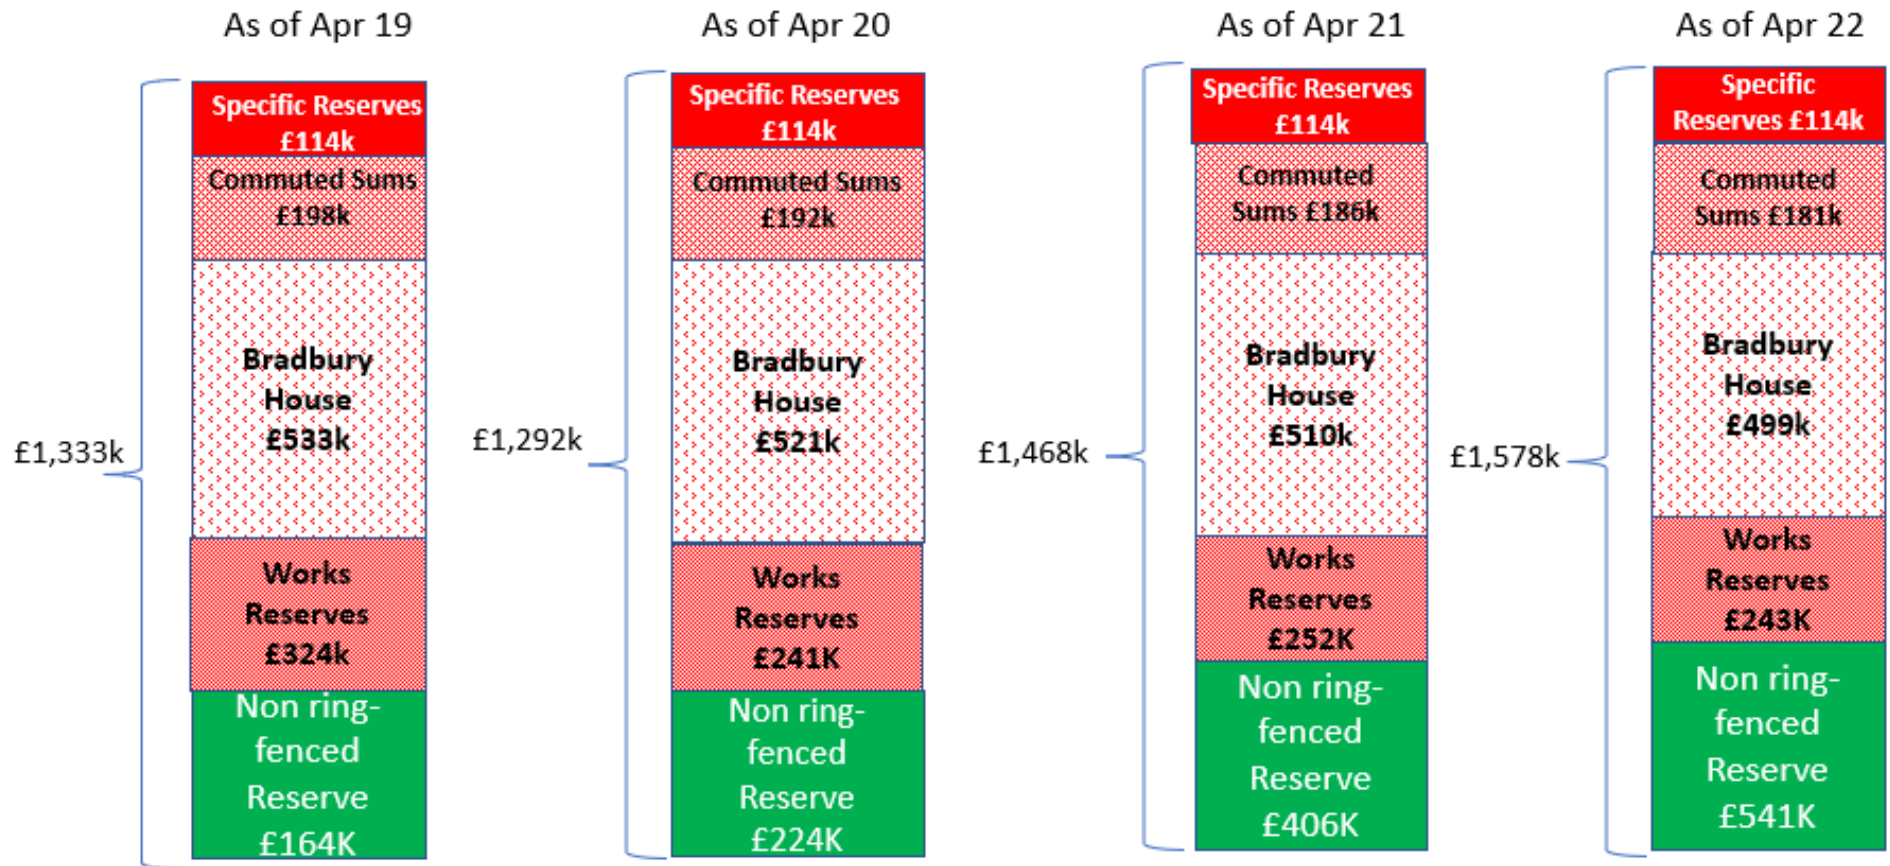 As of Apr 19
£1,333k
Specific Reserves
£114k
Commuted Sums
£198k
Bradbury
House
£533k
Works
Reserves
£324k
Non ring-
fenced
Reserve
£164K
As of Apr 20
£1,292k
Specific Reserves
£114k
Commuted Sums
£192k
Bradbury
House
£521k
Works
Reserves
£241K
Non ring-
fenced
Reserve
£224K
As of Apr 21
£1,468k
Specific Reserves
£114k
Commuted
Sums £186k
Bradbury
House
£510k
Works
Reserves
£252K
Non ring-
fenced
Reserve
£406K
As of Apr 22
£1,578k
Specific
Reserves £114k
Commuted
Sums £181k
Bradbury
House
£499k
Works
Reserves
£243K
Non ring-
fenced
Reserve
£541K